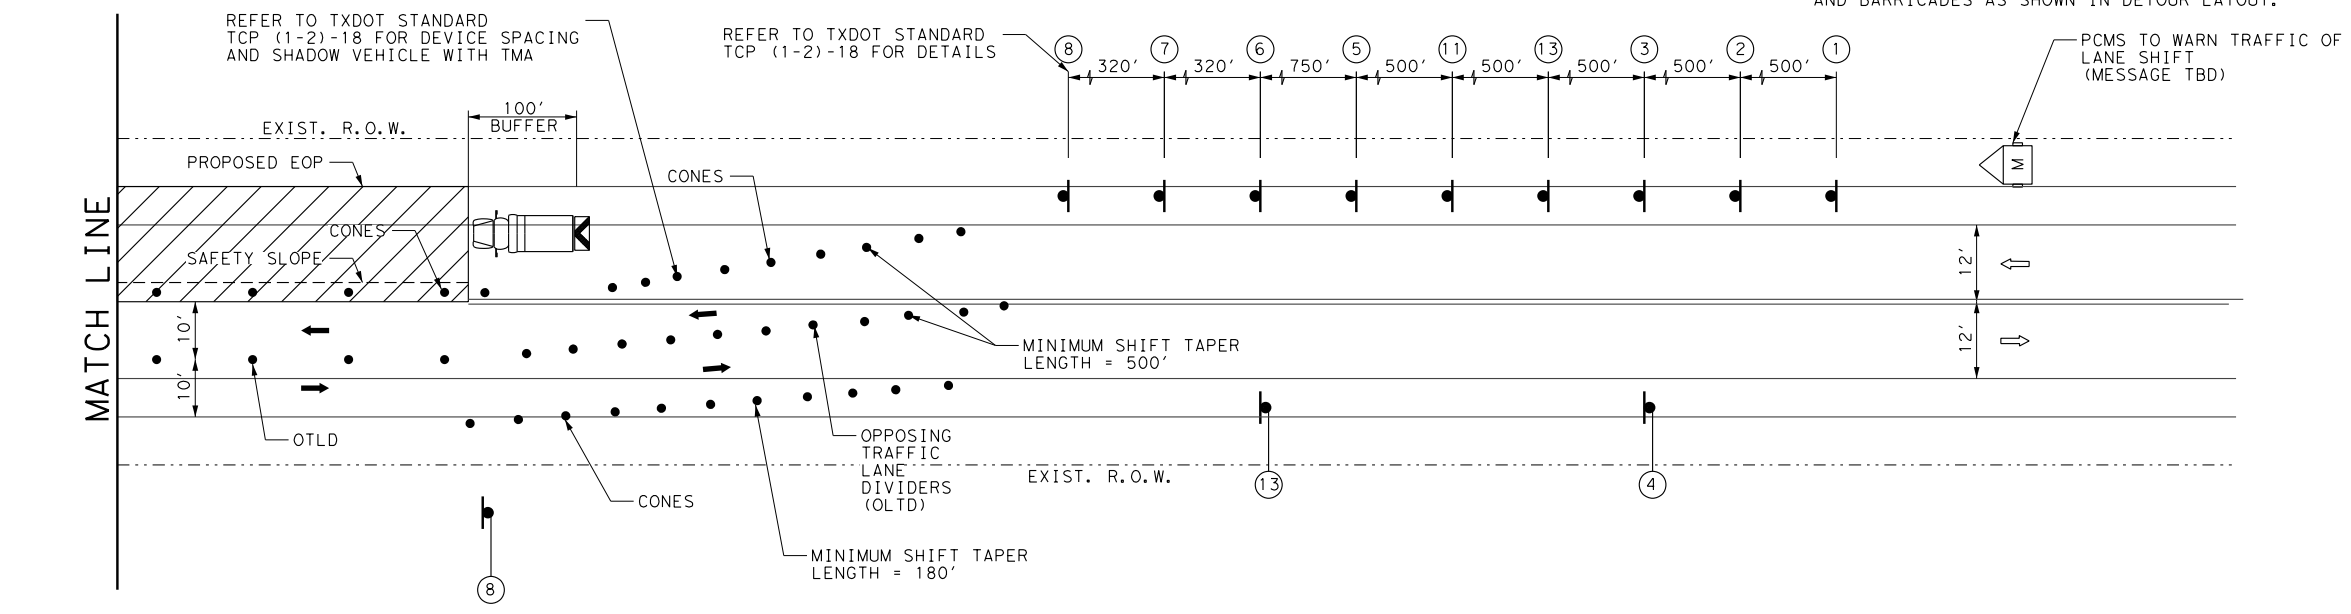 AND BARRICADES AS SHOWN IN DETOUR LAYOUT.
REFER TO TXDOT STANDARD
TCP (1-2)-18 FOR DEVICE SPACING
AND SHADOW VEHICLE WITH TMA
REFER TO TXDOT STANDARD
TCP (1-2)-18 FOR DETAILS
8 7 6 5 11 13 3 2 1
320' 320' 750' 500' 500' 500' 500' 500'
PCMS TO WARN TRAFFIC OF
LANE SHIFT
(MESSAGE TBD)
100'
BUFFER
EXIST. R.O.W.
PROPOSED EOP
CONES
M
MATCH LINE
CONES
SAFETY SLOPE
12'
10'
12'
MINIMUM SHIFT TAPER
LENGTH = 500'
10'
OTLD
OPPOSING
TRAFFIC
LANE
DIVIDERS
(OLTD)
EXIST. R.O.W.
13
4
CONES
MINIMUM SHIFT TAPER
LENGTH = 180'
8